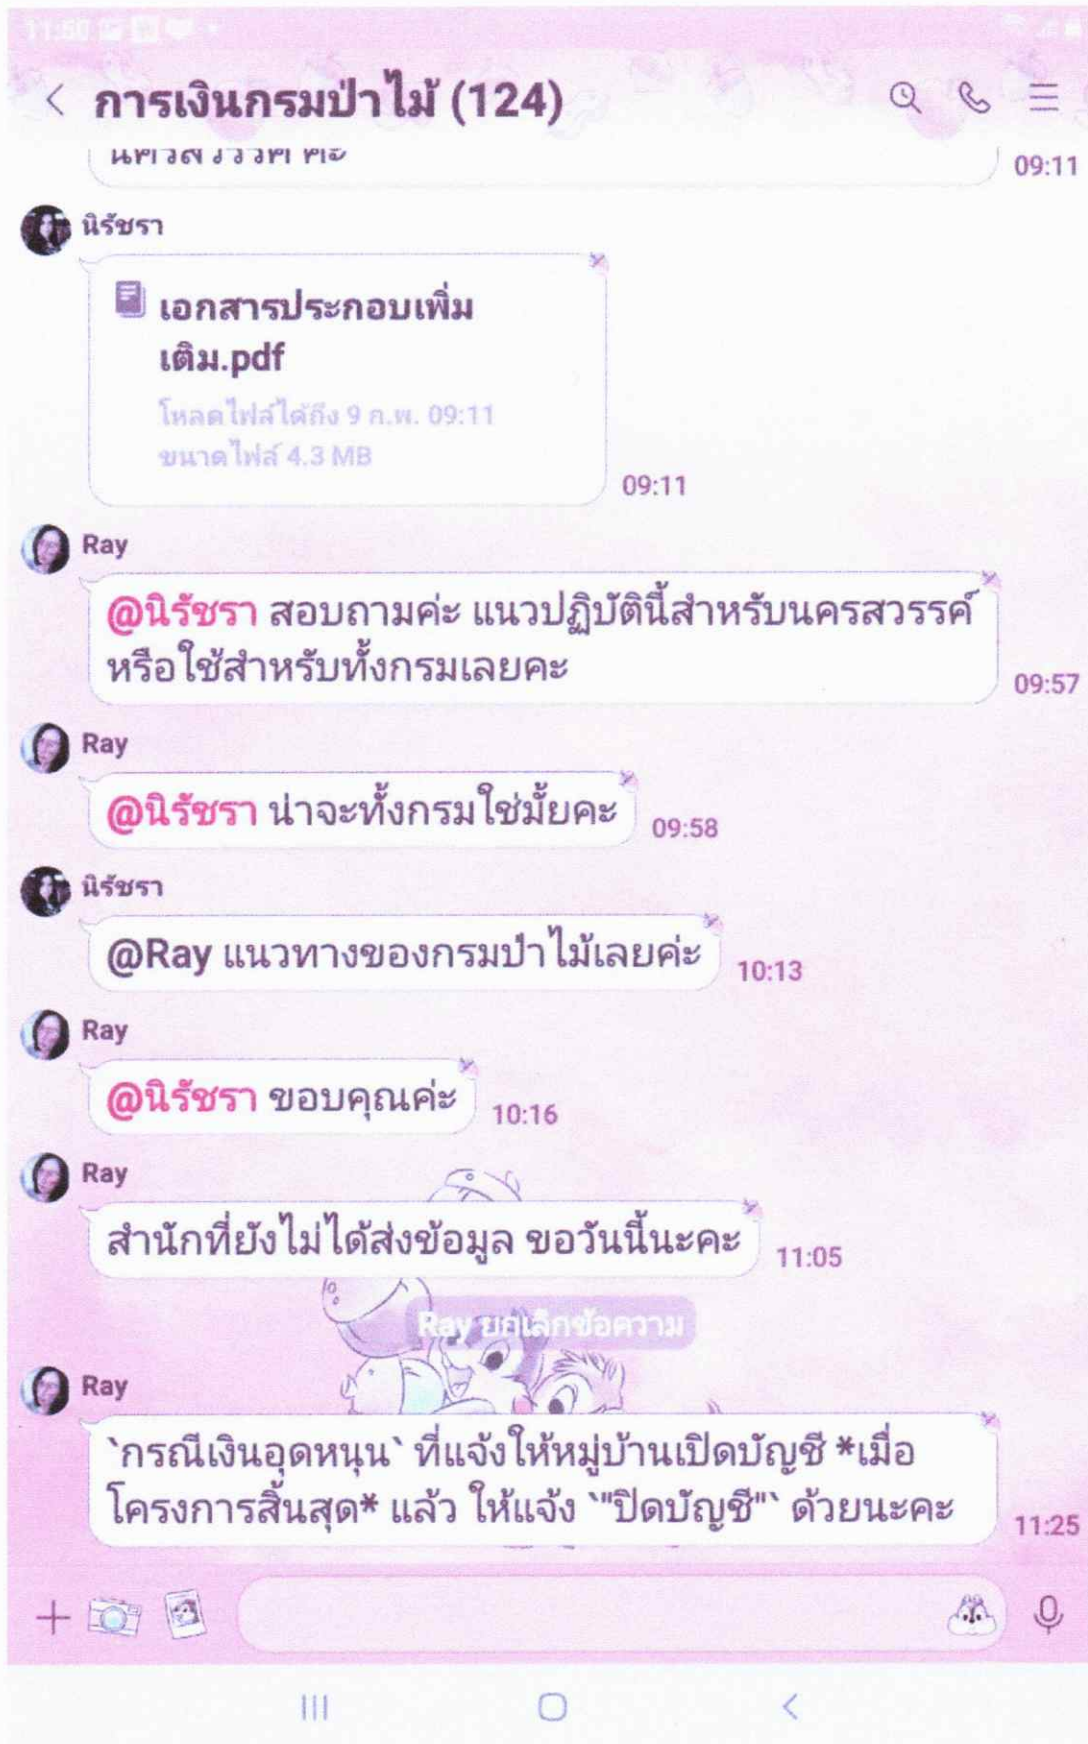 11:50
การเงินกรมป่าไม้ (124)
นครสวรรค์ ค่ะ
09:11
นิรัชรา
เอกสารประกอบเพิ่ม
เติม.pdf
โหลดไฟล์ได้ถึง 9 ก.พ. 09:11
ขนาดไฟล์ 4.3 MB
09:11
Ray
@นิรัชรา สอบถามค่ะ แนวปฏิบัตินี้สำหรับนครสวรรค์
หรือใช้สำหรับทั้งกรมเลยคะ
09:57
Ray
@นิรัชรา น่าจะทั้งกรมใช่มั้ยคะ
09:58
นิรัชรา
@Ray แนวทางของกรมป่าไม้เลยค่ะ
10:13
Ray
@นิรัชรา ขอบคุณค่ะ
10:16
Ray
สำนักที่ยังไม่ได้ส่งข้อมูล ขอวันนี้นะคะ
11:05
Ray ยกเลิกข้อความ
Ray
`กรณีเงินอุดหนุน` ที่แจ้งให้หมู่บ้านเปิดบัญชี *เมื่อ
โครงการสิ้นสุด* แล้ว ให้แจ้ง `"ปิดบัญชี"` ด้วยนะคะ
11:25